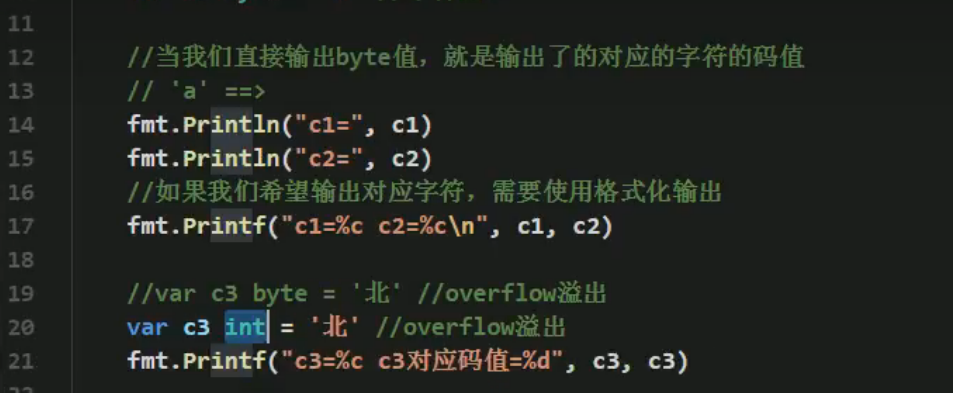 11
12 //当我们直接输出byte值，就是输出了的对应的字符的码值
13 // 'a' ==>
14 fmt.Println("c1=", c1)
15 fmt.Println("c2=", c2)
16 //如果我们希望输出对应字符，需要使用格式化输出
17 fmt.Printf("c1=%c c2=%c\n", c1, c2)
18
19 //var c3 byte = '北' //overflow溢出
20 var c3 int = '北' //overflow溢出
21 fmt.Printf("c3=%c c3对应码值=%d", c3, c3)